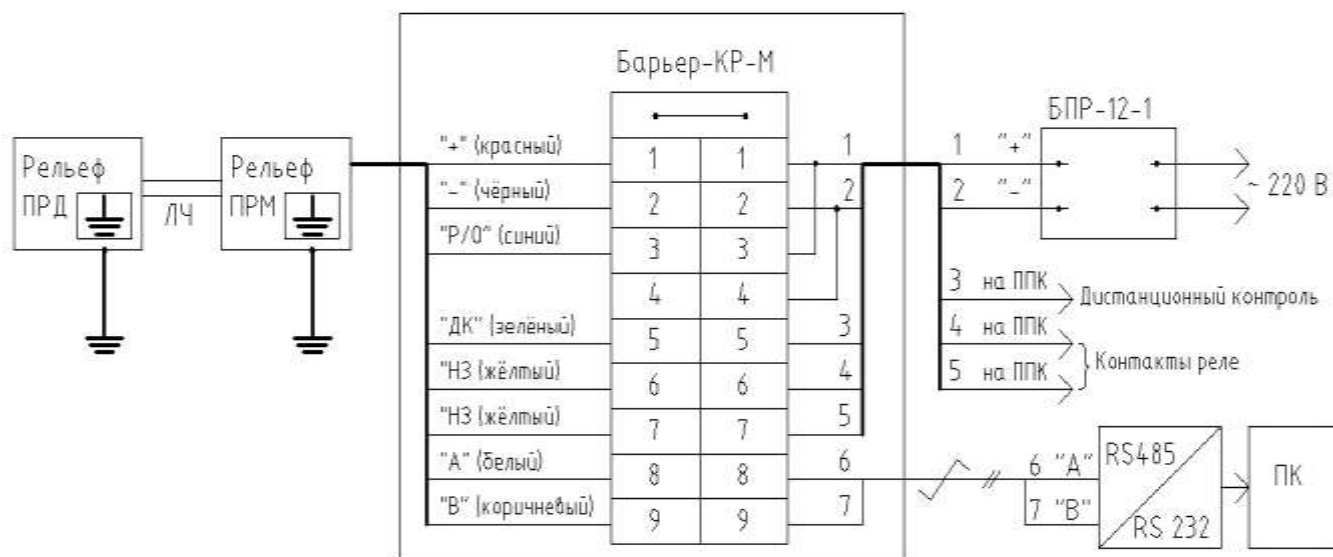 Барьер-КР-М
БПР-12-1
Рельеф
ПРД
ЛЧ
Рельеф
ПРМ
"+" (красный)
"-" (чёрный)
"Р/О" (синий)
"ДК" (зелёный)
"НЗ (жёлтый)
"НЗ (жёлтый)
"А" (белый)
"В" (коричневый)
1 1
2 2
3 3
4 4
5 5
6 6
7 7
8 8
9 9
1
2
3
4
5
6
7
1 "+"
2 "-"
~ 220 В
3 на ППК Дистанционный контроль
4 на ППК
5 на ППК
Контакты реле
6 "А"
7 "В"
RS485
RS 232
ПК